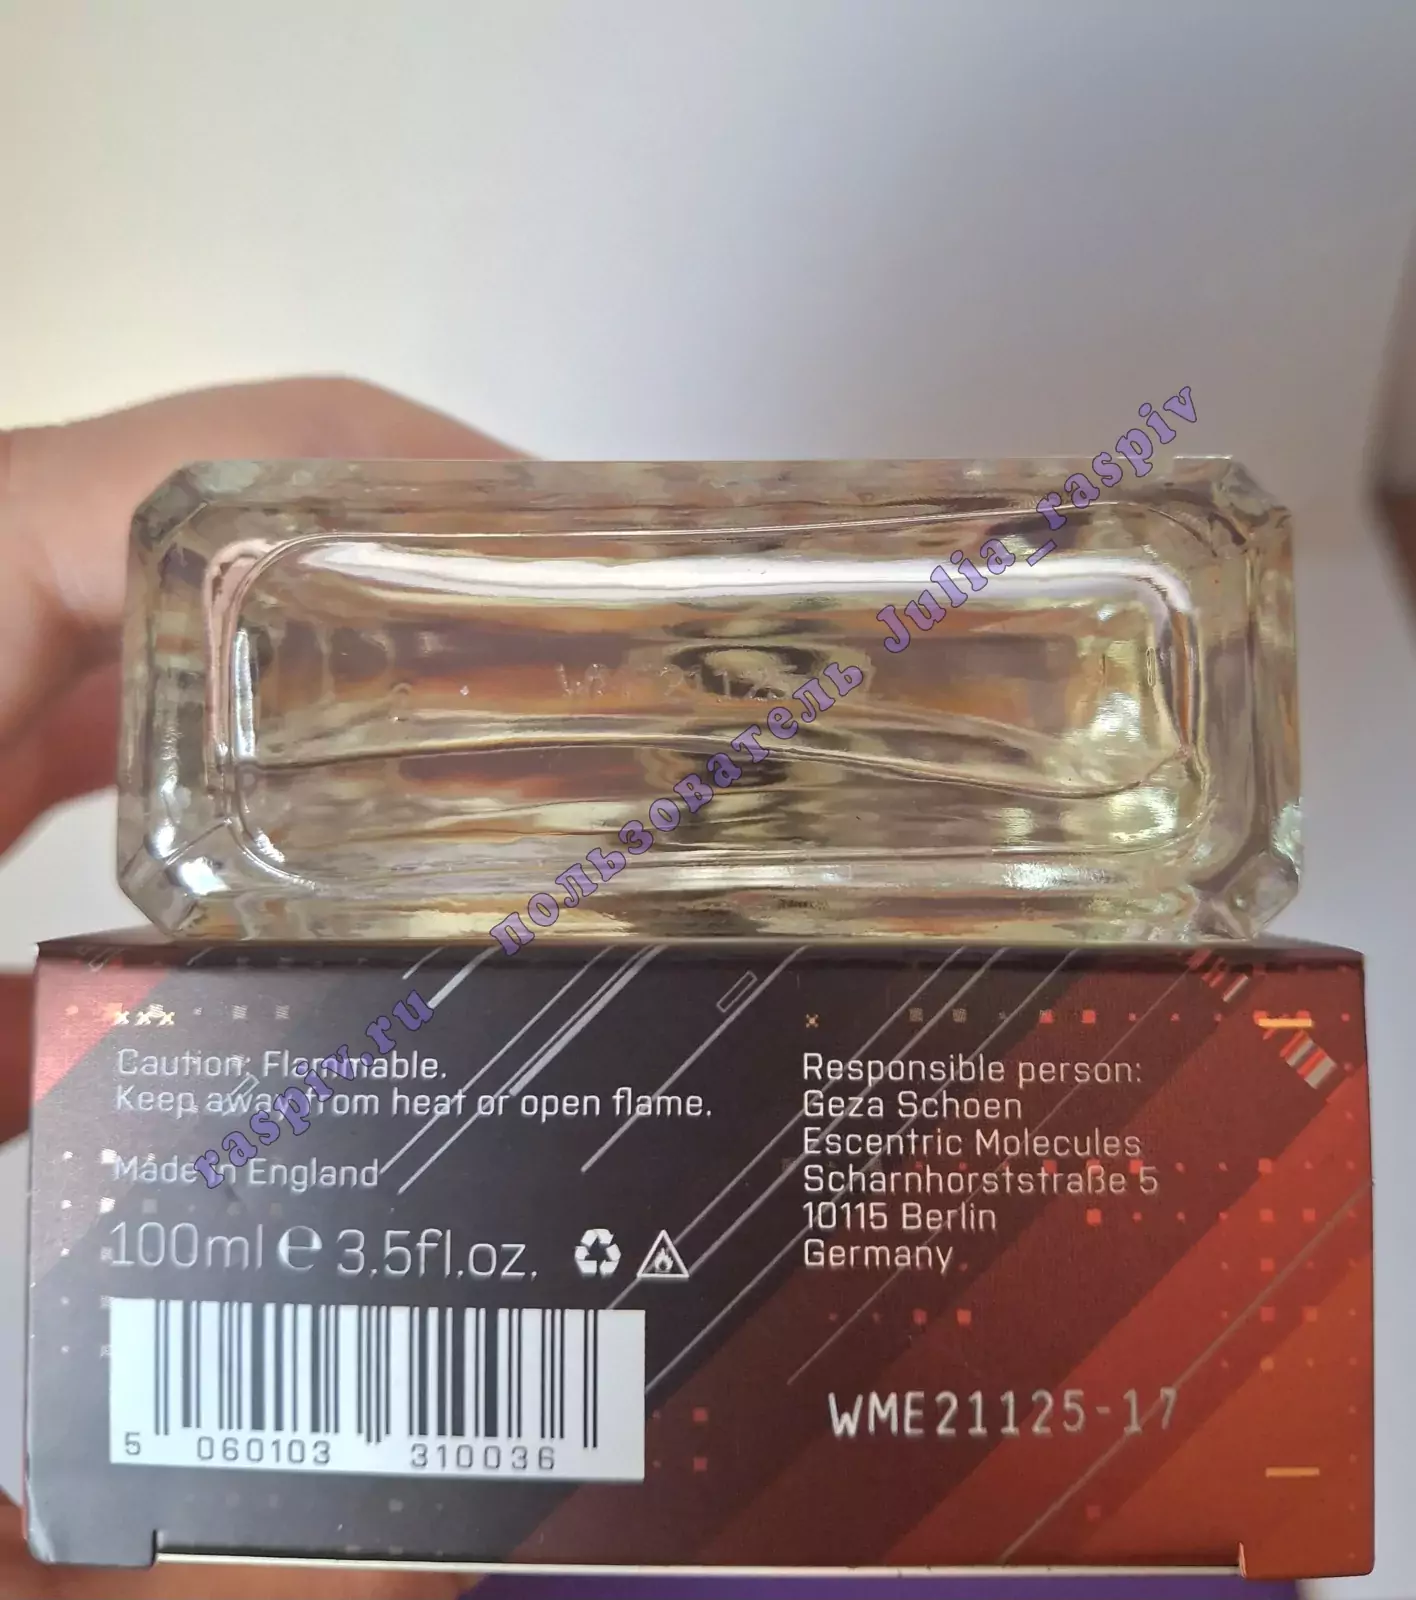 raspiv.ru пользователь Julia_raspiv
Caution: Flammable.
Keep away from heat or open flame.
Made in England
100ml e 3.5fl.oz.
5 060103 310036
Responsible person:
Geza Schoen
Escentric Molecules
Scharnhorststraße 5
10115 Berlin
Germany
WME21125-17